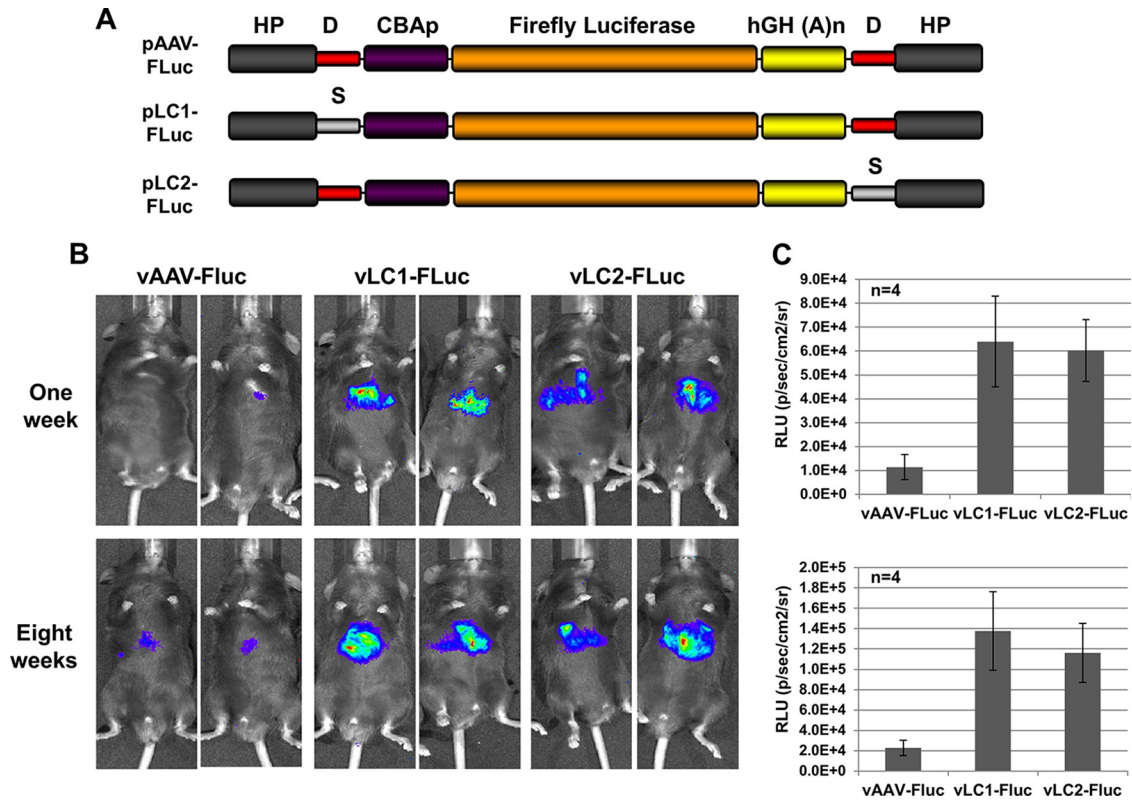 A
HP D CBAp Firefly Luciferase hGH (A)n D HP
pAAV-
FLuc
S
pLC1-
FLuc
S
pLC2-
FLuc
B
vAAV-Fluc vLC1-FLuc vLC2-FLuc
One
week
Eight
weeks
C
RLU (p/sec/cm2/sr)
n=4
9.0E+4
8.0E+4
7.0E+4
6.0E+4
5.0E+4
4.0E+4
3.0E+4
2.0E+4
1.0E+4
0.0E+0
vAAV-FLuc vLC1-FLuc vLC2-FLuc
RLU (p/sec/cm2/sr)
n=4
2.0E+5
1.8E+5
1.6E+5
1.4E+5
1.2E+5
1.0E+5
8.0E+4
6.0E+4
4.0E+4
2.0E+4
0.0E+0
vAAV-Fluc vLC1-FLuc vLC2-Fluc